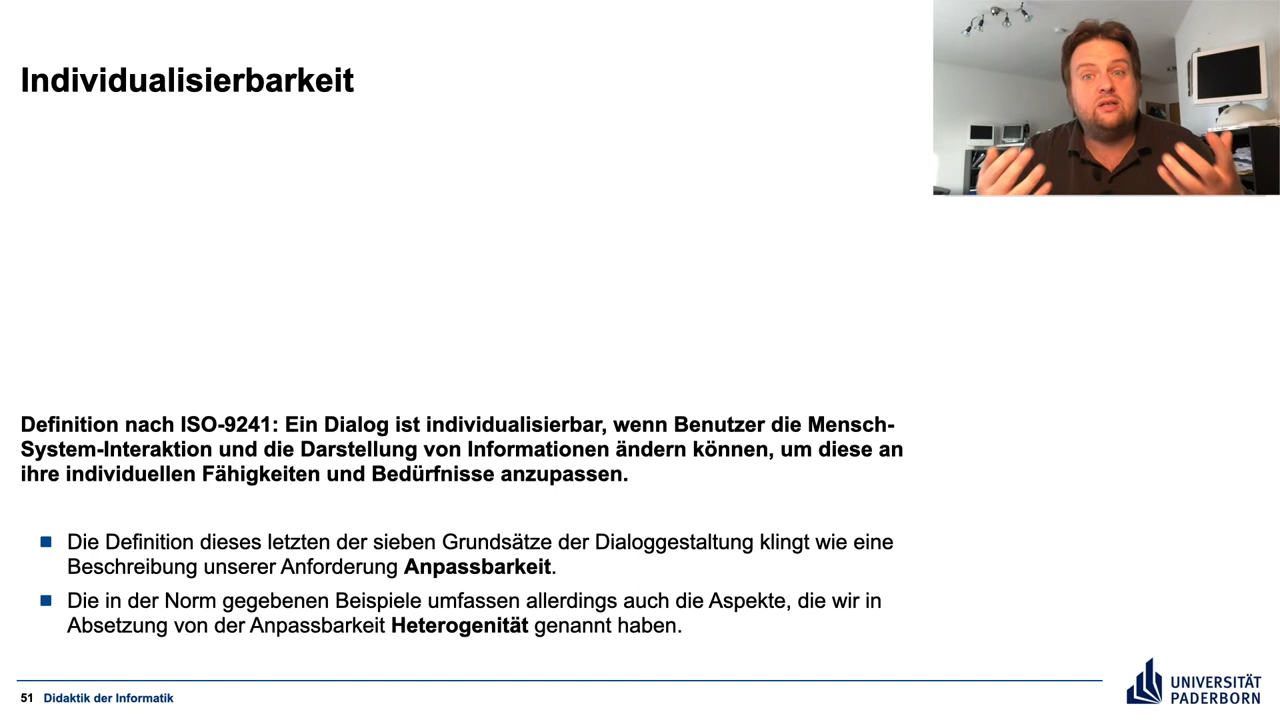 Individualisierbarkeit
Definition nach ISO-9241: Ein Dialog ist individualisierbar, wenn Benutzer die Mensch-
System-Interaktion und die Darstellung von Informationen ändern können, um diese an
ihre individuellen Fähigkeiten und Bedürfnisse anzupassen.
Die Definition dieses letzten der sieben Grundsätze der Dialoggestaltung klingt wie eine
Beschreibung unserer Anforderung Anpassbarkeit.
Die in der Norm gegebenen Beispiele umfassen allerdings auch die Aspekte, die wir in
Absetzung von der Anpassbarkeit Heterogenität genannt haben.
51 Didaktik der Informatik
UNIVERSITÄT
PADERBORN